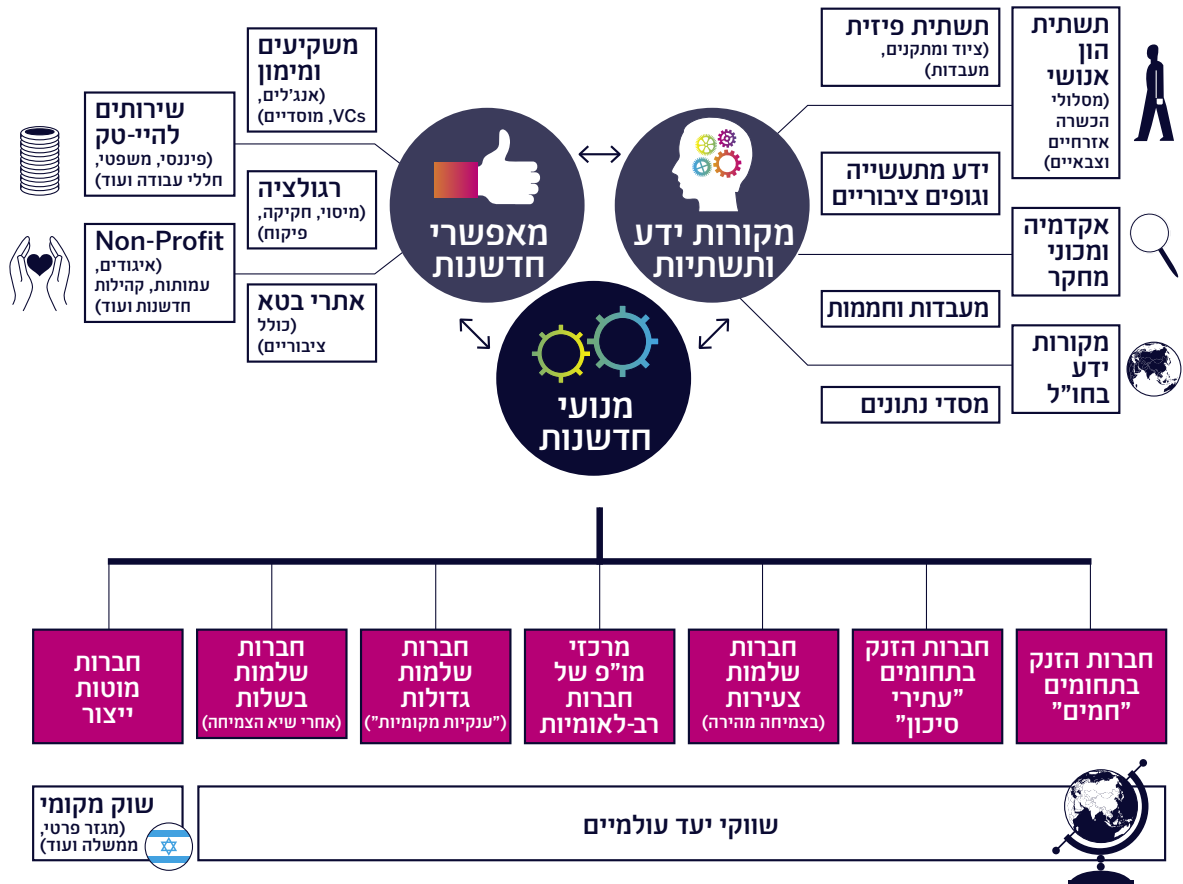 תשתית
הון
אנושי
(מסלולי
הכשרה
אזרחיים
וצבאיים)
תשתית פיזית
(ציוד ומתקנים,
מעבדות)
ידע מתעשייה
וגופים ציבוריים
אקדמיה
ומכוני
מחקר
מעבדות וחממות
מקורות
ידע
בחו"ל
מסדי נתונים
מקורות ידע
ותשתיות
מאפשרי
חדשנות
מנועי
חדשנות
משקיעים
ומימון
(אנג'לים,
VCs, מוסדיים)
שירותים
להיי-טק
(פיננסי, משפטי,
חללי עבודה ועוד)
רגולציה
(מיסוי, חקיקה,
פיקוח)
Non-Profit
(איגודים,
עמותות, קהילות
חדשנות ועוד)
אתרי בטא
(כולל
ציבוריים)
חברות הזנק
בתחומים
"חמים"
חברות הזנק
בתחומים
"עתירי
סיכון"
חברות
שלמות
צעירות
(בצמיחה מהירה)
מרכזי
מו"פ של
חברות
רב-לאומיות
חברות
שלמות
גדולות
("ענקיות מקומיות")
חברות
שלמות
בשלות
(אחרי שיא הצמיחה)
חברות
מוטות
ייצור
שווקי יעד עולמיים
שוק מקומי
(מגזר פרטי,
ממשלה ועוד)